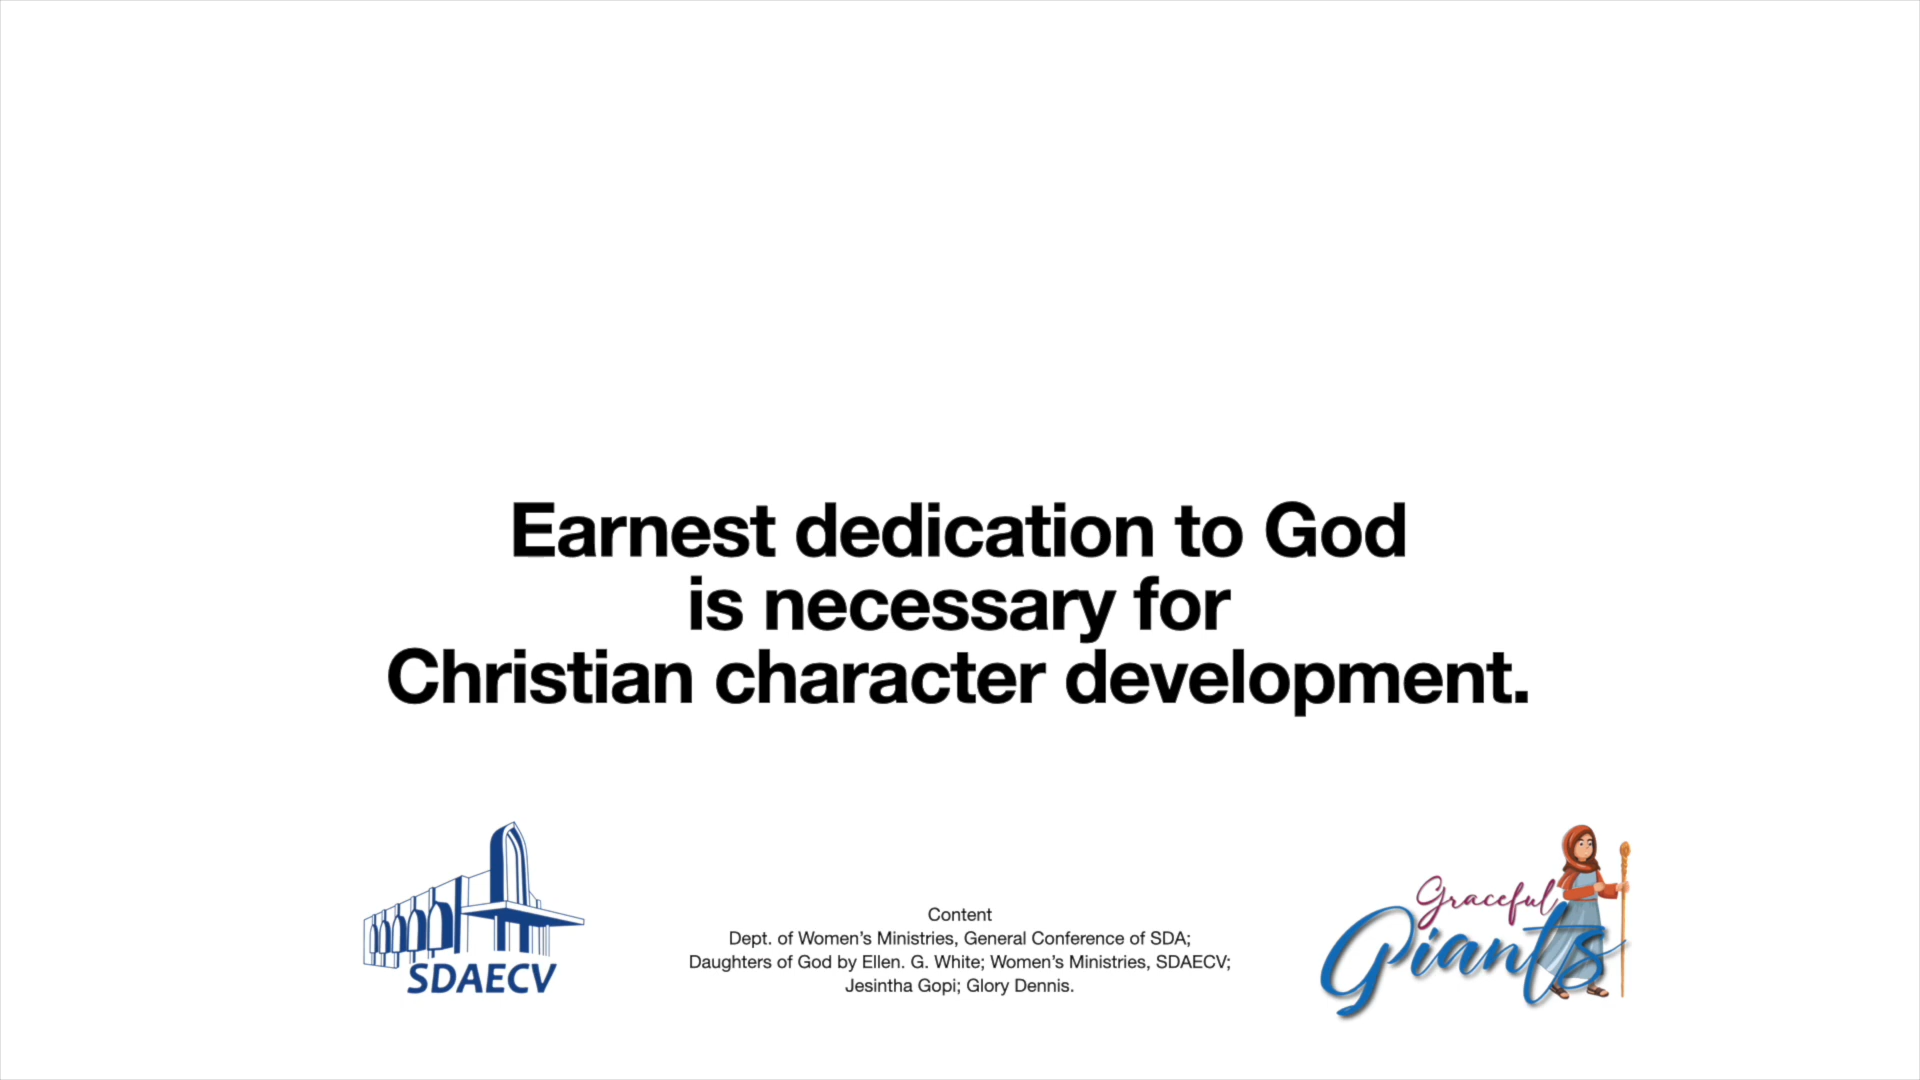 Earnest dedication to God
is necessary for
Christian character development.
SDAECV
Content
Dept. of Women's Ministries, General Conference of SDA;
Daughters of God by Ellen. G. White; Women's Ministries, SDAECV;
Jesintha Gopi; Glory Dennis.
Graceful
Giants